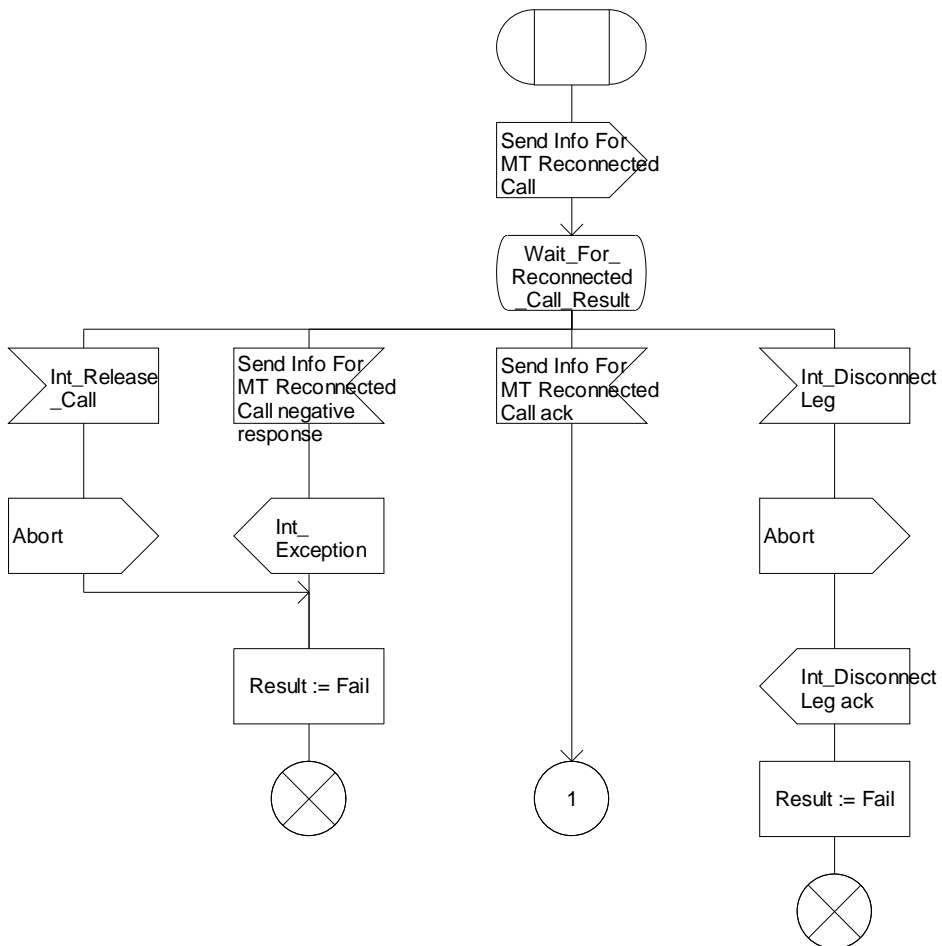 Send Info For
MT Reconnected
Call
Wait_For_
Reconnected
_Call_Result
Int_Release
_Call
Send Info For
MT Reconnected
Call negative
response
Send Info For
MT Reconnected
Call ack
Int_Disconnect
Leg
Abort
Int_
Exception
Abort
Result := Fail
Int_Disconnect
Leg ack
1
Result := Fail